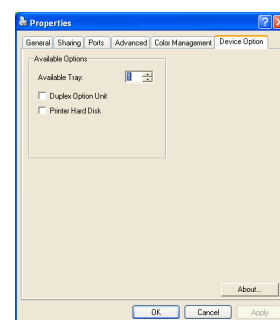 Properties
General Sharing Ports Advanced Color Management Device Option
Available Options
Available Tray: 1
Duplex Option Unit
Printer Hard Disk
About...
OK Cancel Apply